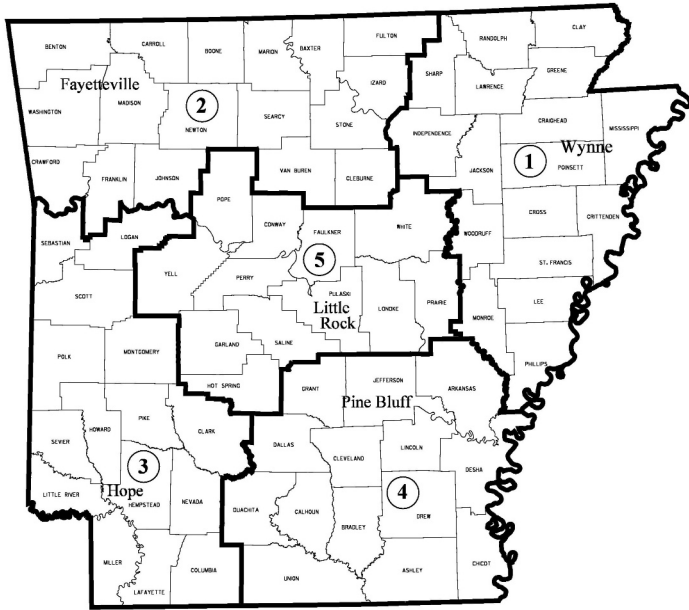 BENTON
CARROLL
BOONE
MARION
BAXTER
FULTON
RANDOLPH
CLAY
SHARP
GREENE
LAWRENCE
IZARD
Fayetteville
MADISON
2
WASHINGTON
NEWTON
SEARCY
STONE
INDEPENDENCE
CRAIGHEAD
MISSISSIPPI
Wynne
1
JACKSON
POINSETT
CRAWFORD
FRANKLIN
JOHNSON
VAN BUREN
CLEBURNE
POPE
CONWAY
FAULKNER
WHITE
WOODRUFF
CROSS
CRITTENDEN
SEBASTIAN
LOGAN
5
ST. FRANCIS
YELL
PERRY
SCOTT
PULASKI
Little
Rock
LONOKE
PRAIRIE
LEE
MONROE
GARLAND
SALINE
POLK
MONTGOMERY
PHILLIPS
HOT SPRING
GRANT
JEFFERSON
ARKANSAS
Pine Bluff
PIKE
CLARK
SEVIER
HOWARD
DALLAS
CLEVELAND
LINCOLN
DESHA
3
4
LITTLE RIVER
Hope
HEMPSTEAD
NEVADA
OUACHITA
CALHOUN
BRADLEY
DREW
MILLER
LAFAYETTE
COLUMBIA
UNION
ASHLEY
CHICOT